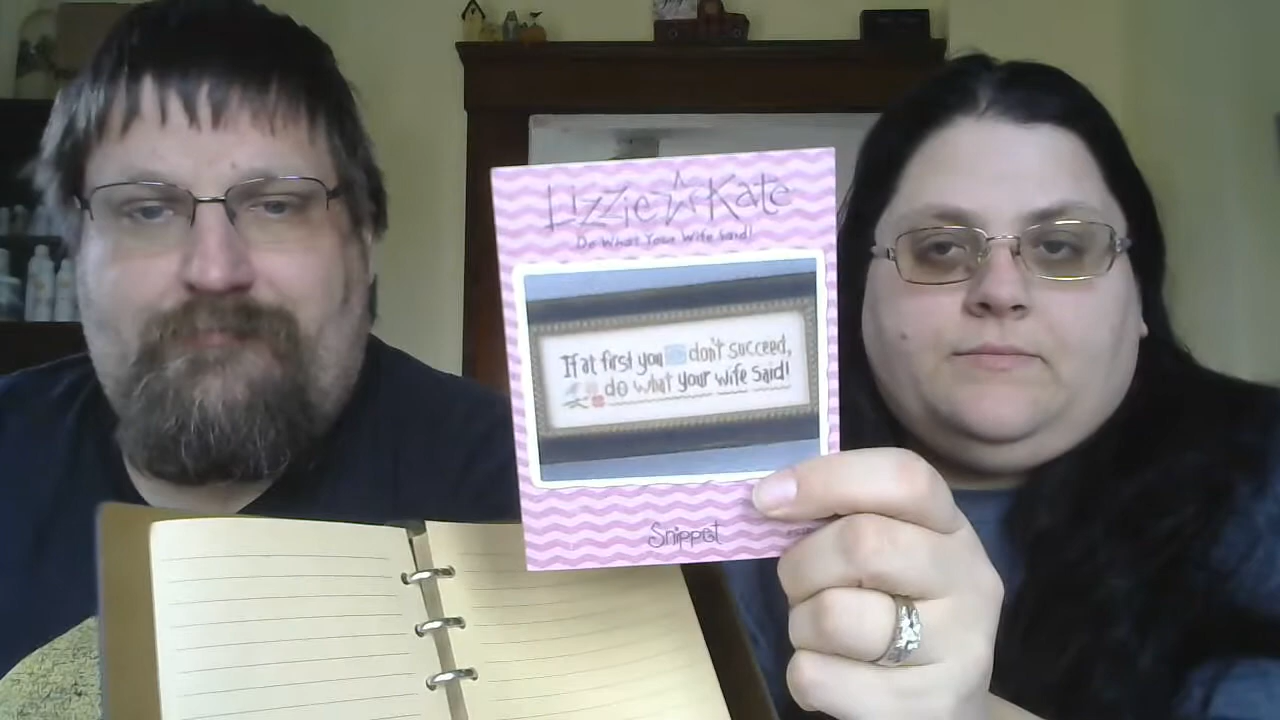 Lizzie Kate
Do What Your Wife Said!
If at first you don't succeed,
do what your wife said!
Snippet